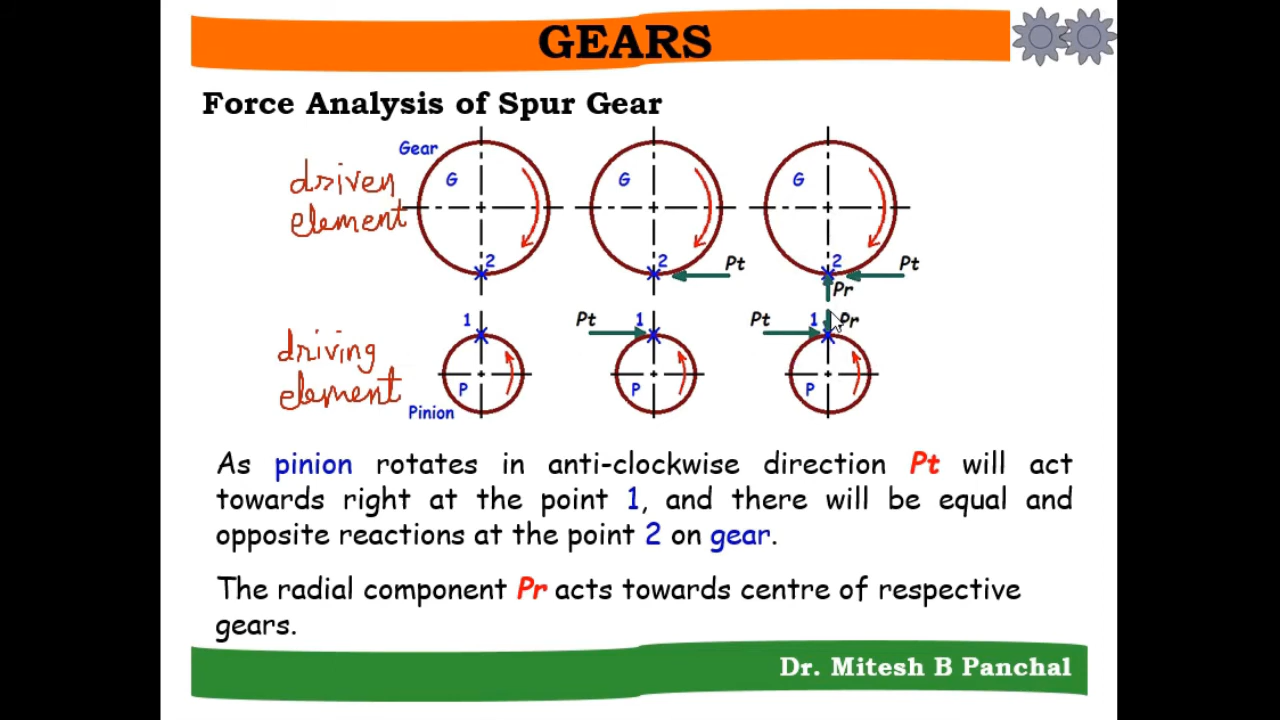 GEARS
Force Analysis of Spur Gear
Gear
driven
element
G
G
G
2
2
2
Pt
Pt
Pr
1
Pt
1
Pt
1
Pr
driving
element
P
P
P
Pinion
As pinion rotates in anti-clockwise direction Pt will act
towards right at the point 1, and there will be equal and
opposite reactions at the point 2 on gear.
The radial component Pr acts towards centre of respective
gears.
Dr. Mitesh B Panchal